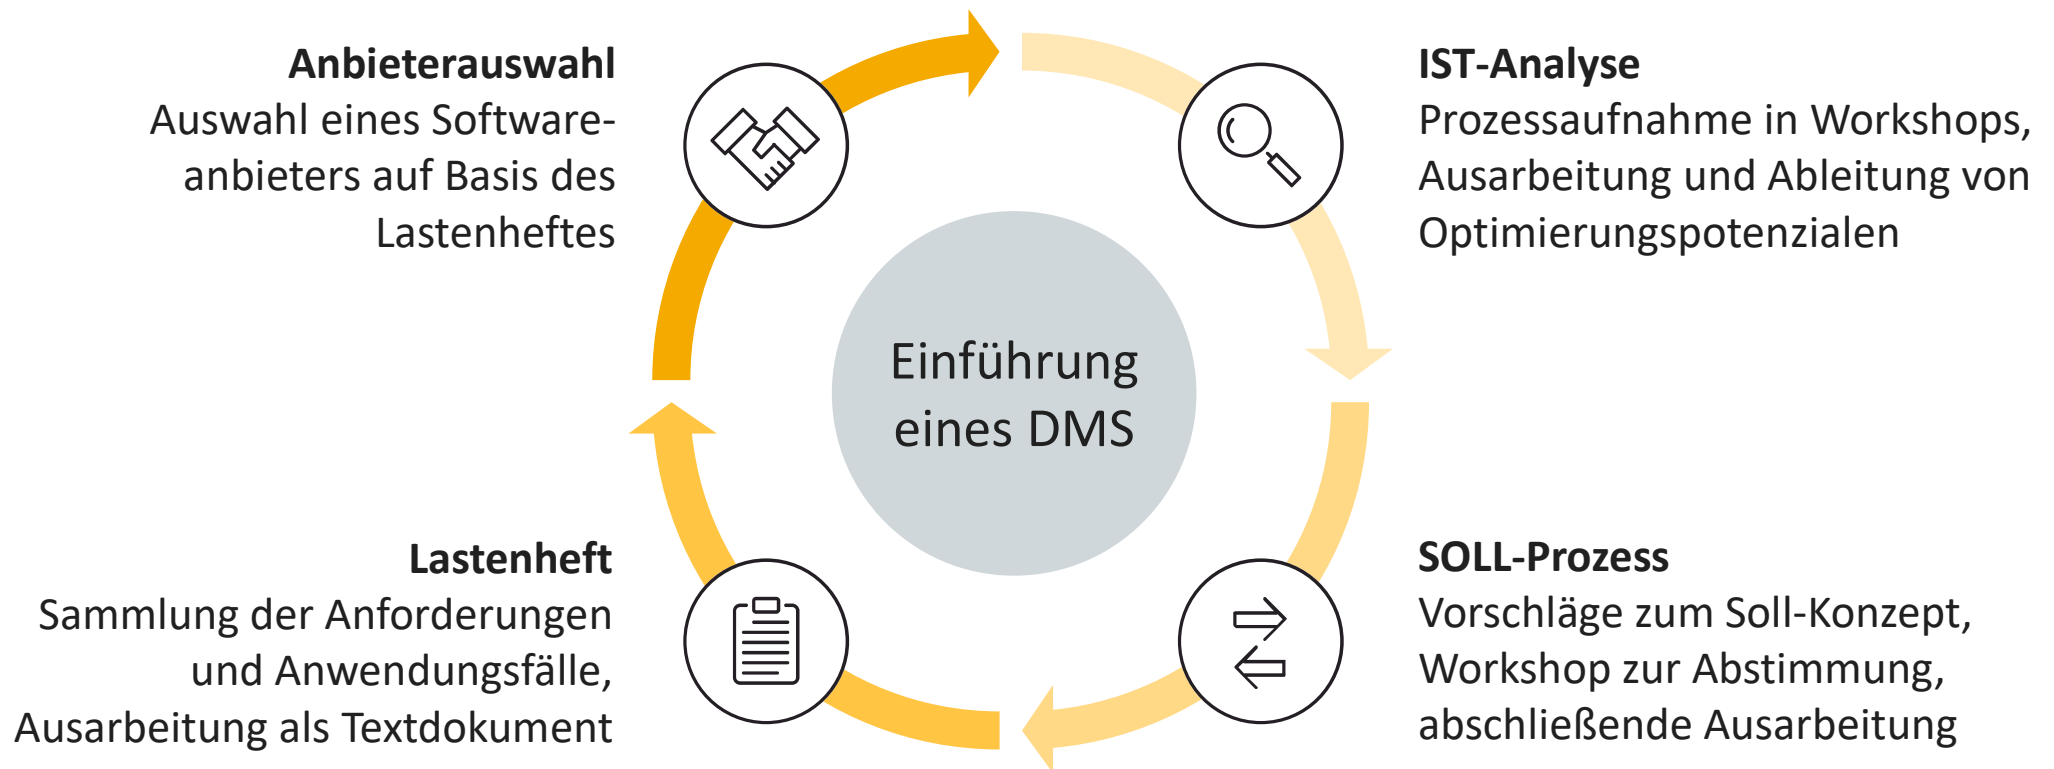 Anbieterauswahl
Auswahl eines Software-
anbieters auf Basis des
Lastenheftes
IST-Analyse
Prozessaufnahme in Workshops,
Ausarbeitung und Ableitung von
Optimierungspotenzialen
Einführung
eines DMS
Lastenheft
Sammlung der Anforderungen
und Anwendungsfälle,
Ausarbeitung als Textdokument
SOLL-Prozess
Vorschläge zum Soll-Konzept,
Workshop zur Abstimmung,
abschließende Ausarbeitung